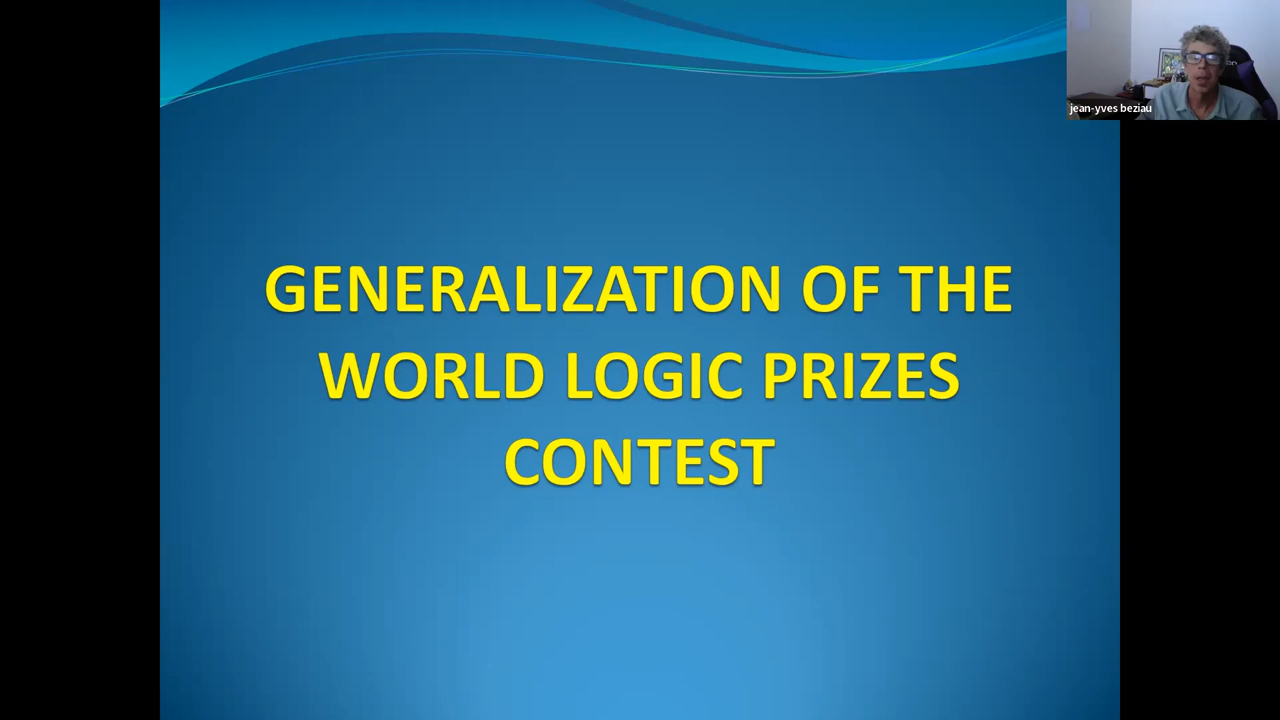 jean-yves beziau
GENERALIZATION OF THE
WORLD LOGIC PRIZES
CONTEST